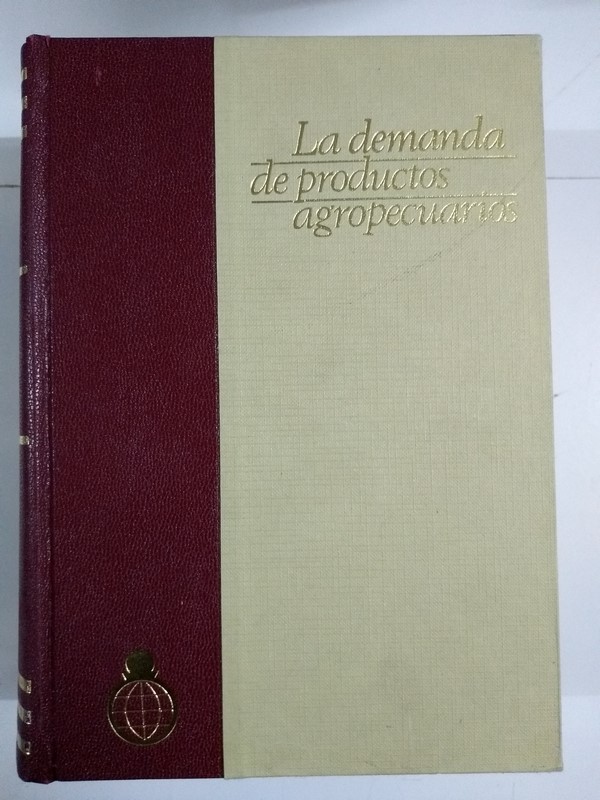 La demanda
de productos
agropecuarios